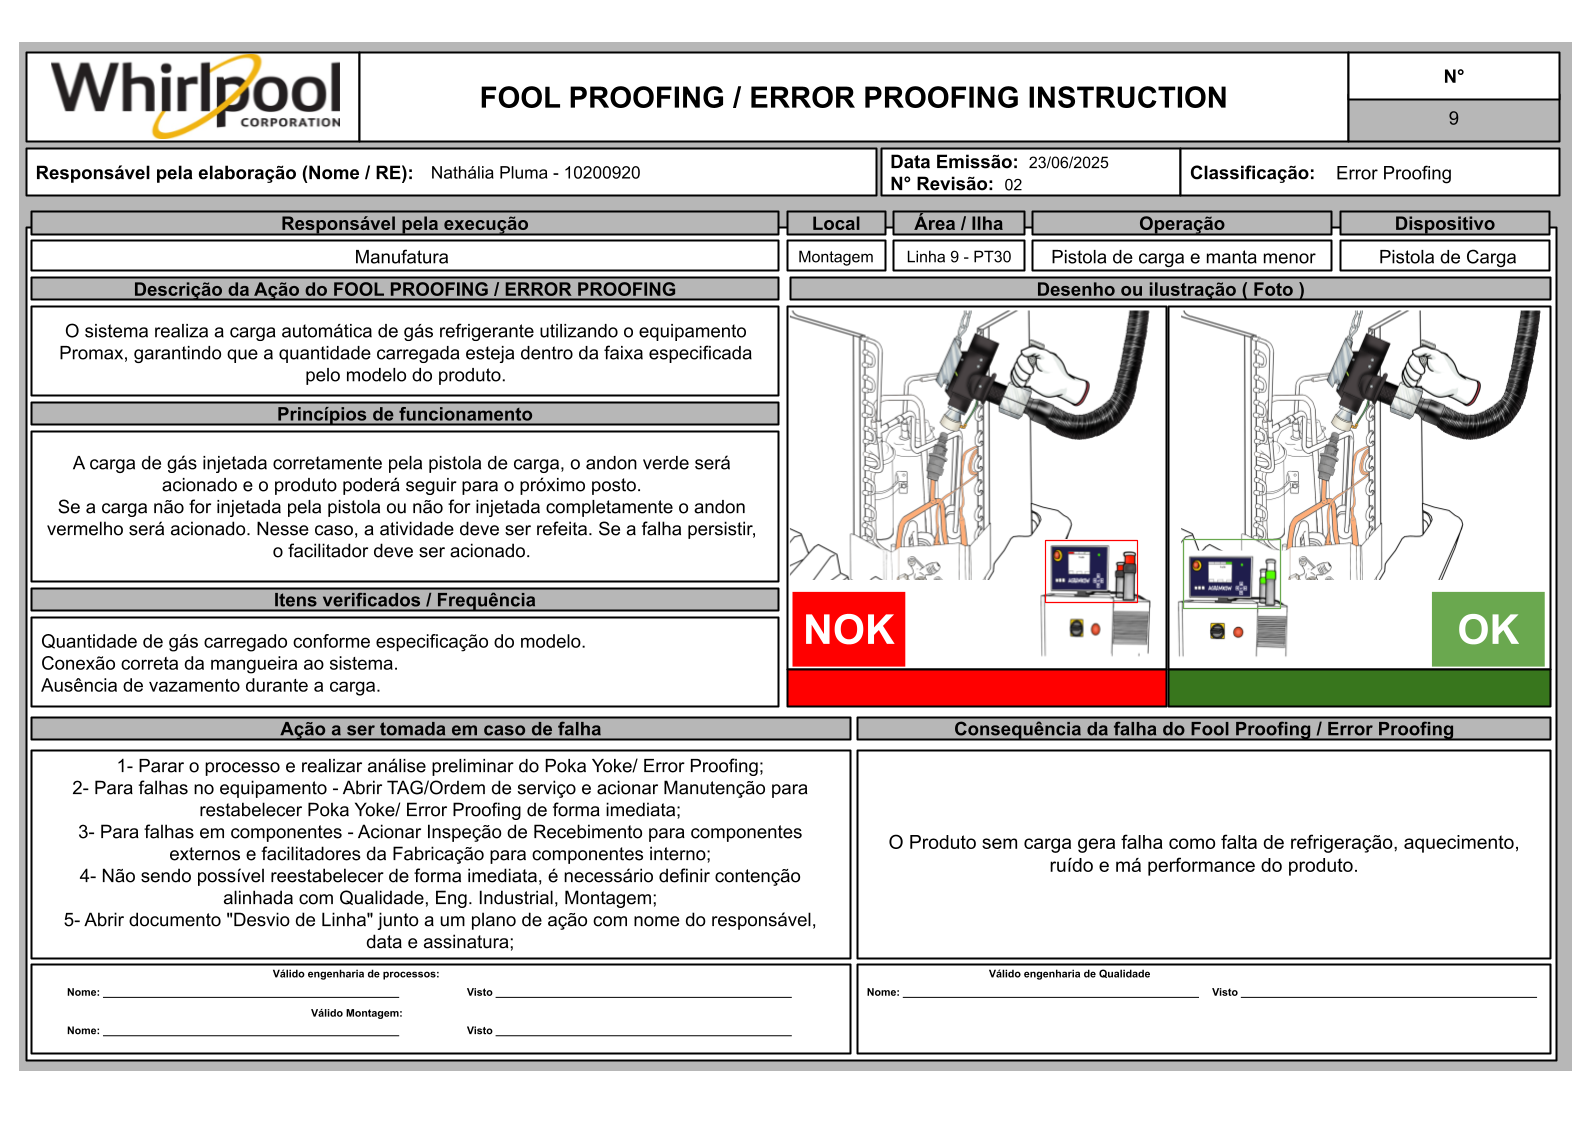 Whirlpool
CORPORATION
FOOL PROOFING / ERROR PROOFING INSTRUCTION
N°
9
Responsável pela elaboração (Nome / RE): Nathália Pluma - 10200920
Data Emissão: 23/06/2025
N° Revisão: 02
Classificação: Error Proofing
Responsável pela execução
Local
Área / Ilha
Operação
Dispositivo
Manufatura
Montagem
Linha 9 - PT30
Pistola de carga e manta menor
Pistola de Carga
Descrição da Ação do FOOL PROOFING / ERROR PROOFING
Desenho ou ilustração ( Foto )
O sistema realiza a carga automática de gás refrigerante utilizando o equipamento
Promax, garantindo que a quantidade carregada esteja dentro da faixa especificada
pelo modelo do produto.
Princípios de funcionamento
A carga de gás injetada corretamente pela pistola de carga, o andon verde será
acionado e o produto poderá seguir para o próximo posto.
Se a carga não for injetada pela pistola ou não for injetada completamente o andon
vermelho será acionado. Nesse caso, a atividade deve ser refeita. Se a falha persistir,
o facilitador deve ser acionado.
Itens verificados / Frequência
Quantidade de gás carregado conforme especificação do modelo.
Conexão correta da mangueira ao sistema.
Ausência de vazamento durante a carga.
NOK
OK
Ação a ser tomada em caso de falha
1- Parar o processo e realizar análise preliminar do Poka Yoke/ Error Proofing;
2- Para falhas no equipamento - Abrir TAG/Ordem de serviço e acionar Manutenção para
restabelecer Poka Yoke/ Error Proofing de forma imediata;
3- Para falhas em componentes - Acionar Inspeção de Recebimento para componentes
externos e facilitadores da Fabricação para componentes interno;
4- Não sendo possível reestabelecer de forma imediata, é necessário definir contenção
alinhada com Qualidade, Eng. Industrial, Montagem;
5- Abrir documento "Desvio de Linha" junto a um plano de ação com nome do responsável,
data e assinatura;
Consequência da falha do Fool Proofing / Error Proofing
O Produto sem carga gera falha como falta de refrigeração, aquecimento,
ruído e má performance do produto.
Válido engenharia de processos:
Nome: Visto
Válido Montagem:
Nome: Visto
Válido engenharia de Qualidade
Nome: Visto